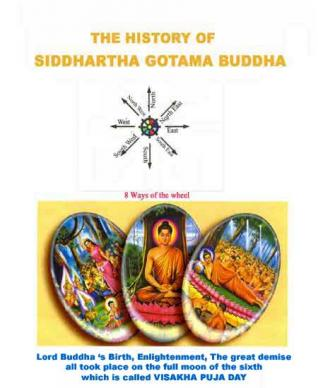 THE HISTORY OF
SIDDHARTHA GOTAMA BUDDHA
North
North West
North East
West
East
South West
South East
South
8 Ways of the wheel
Lord Buddha 's Birth, Enlightenment, The great demise
all took place on the full moon of the sixth
which is called VISAKHA PUJA DAY